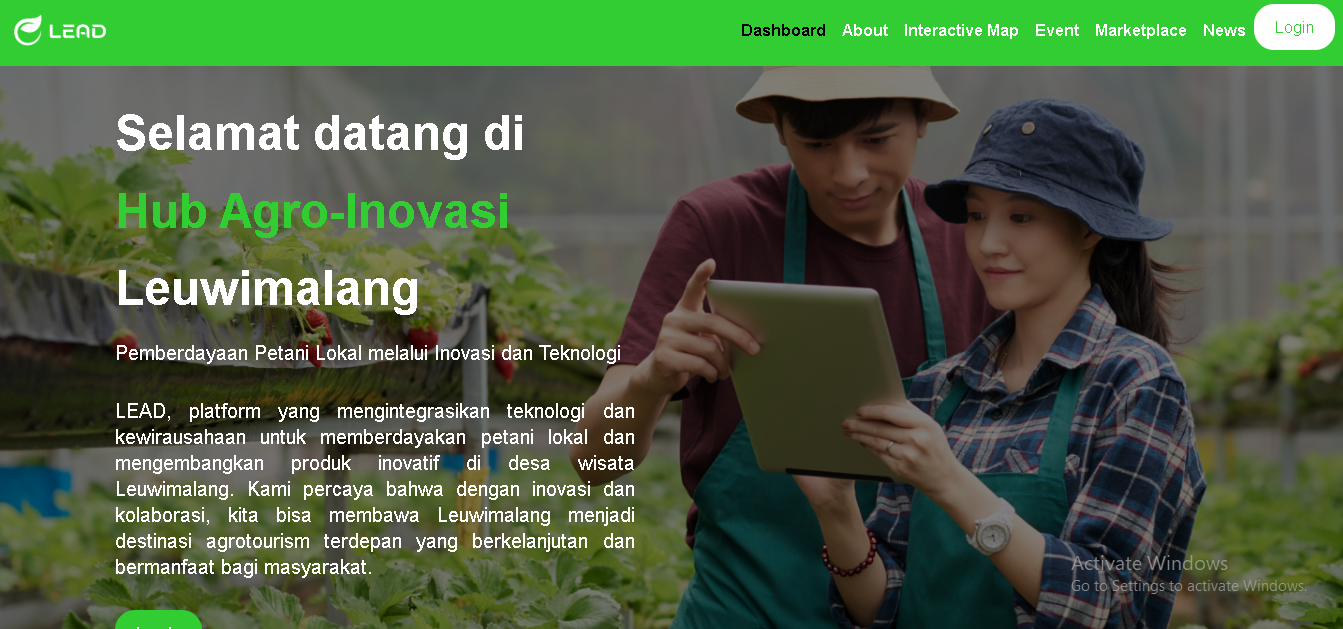 LEAD
Dashboard About Interactive Map Event Marketplace News Login
Selamat datang di
Hub Agro-Inovasi
Leuwimalang
Pemberdayaan Petani Lokal melalui Inovasi dan Teknologi
LEAD, platform yang mengintegrasikan teknologi dan
kewirausahaan untuk memberdayakan petani lokal dan
mengembangkan produk inovatif di desa wisata
Leuwimalang. Kami percaya bahwa dengan inovasi dan
kolaborasi, kita bisa membawa Leuwimalang menjadi
destinasi agrotourism terdepan yang berkelanjutan dan
bermanfaat bagi masyarakat.
Activate Windows
Go to Settings to activate Windows.